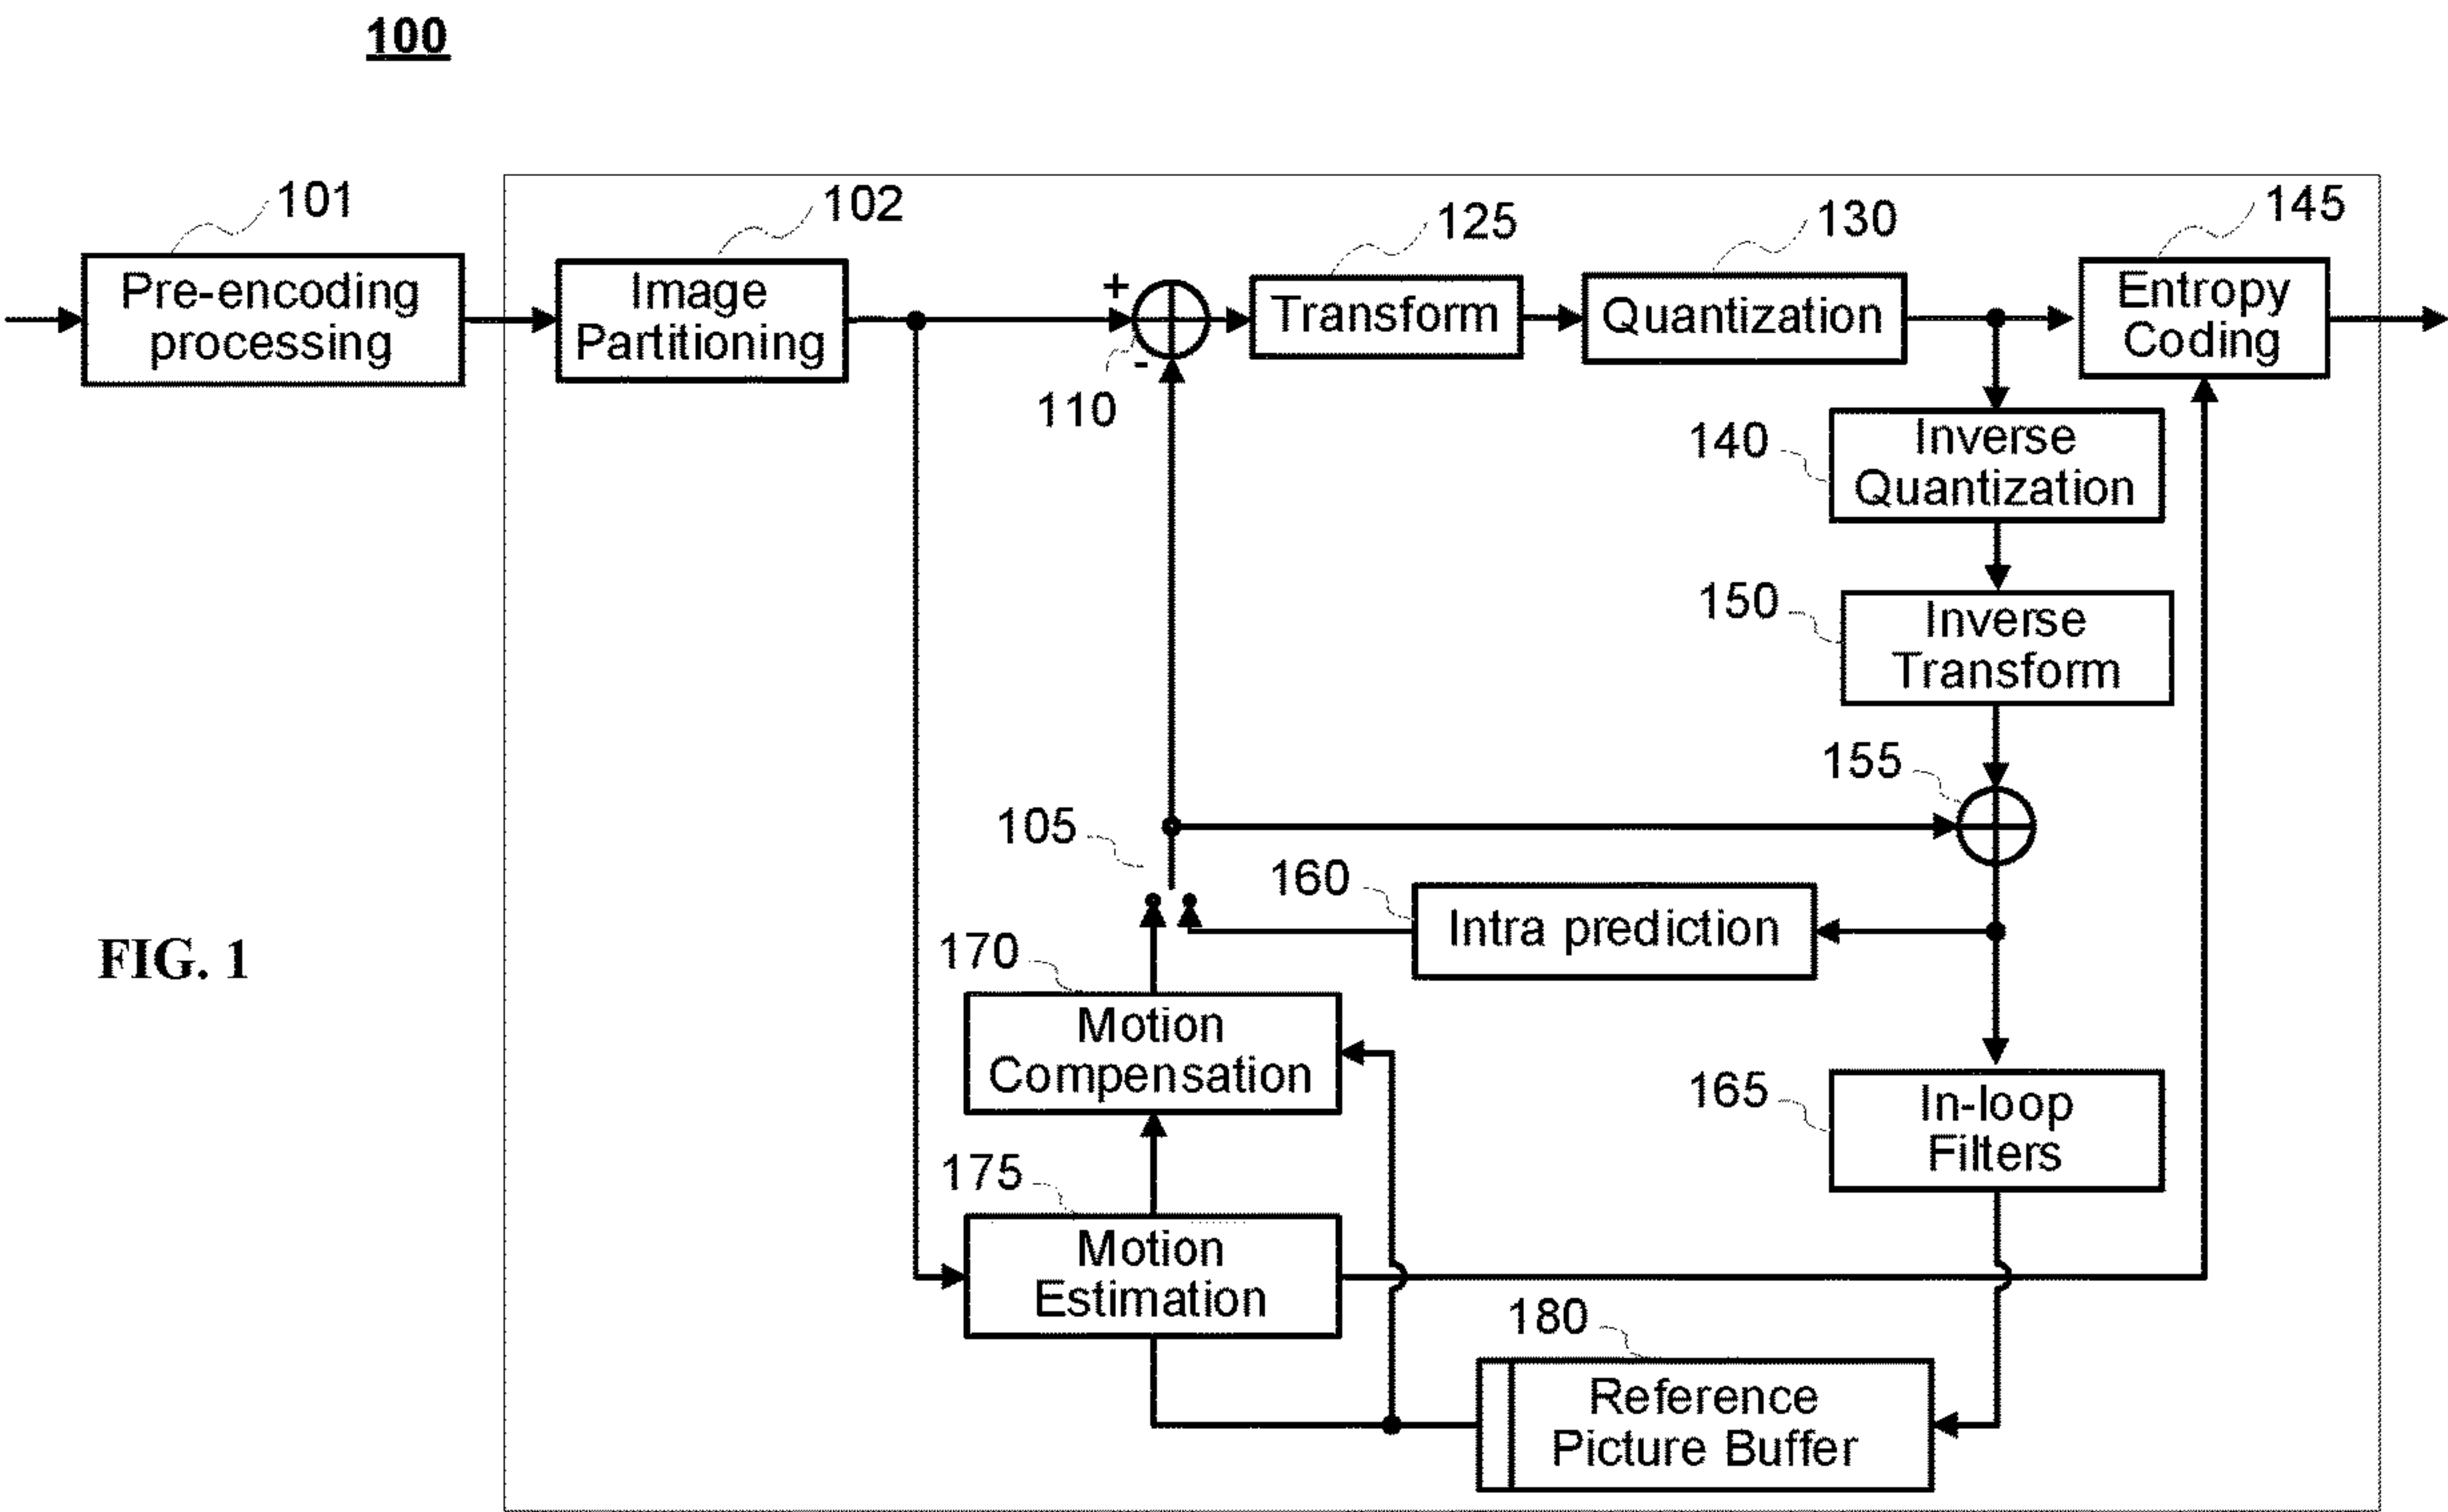 100
101
Pre-encoding
processing
102
Image
Partitioning
+
-
110
125
Transform
130
Quantization
145
Entropy
Coding
140
Inverse
Quantization
150
Inverse
Transform
155
105
160
Intra prediction
FIG. 1
170
Motion
Compensation
165
In-loop
Filters
175
Motion
Estimation
180
Reference
Picture Buffer